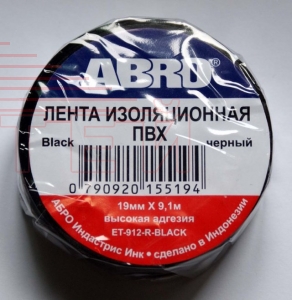 ABRO®
ЛЕНТА ИЗОЛЯЦИОННАЯ
ПВХ
Black черный
0 790920 155194
19мм X 9,1м
высокая адгезия
ET-912-R-BLACK
АБРО Индастрис Инк • сделано в Индонезии